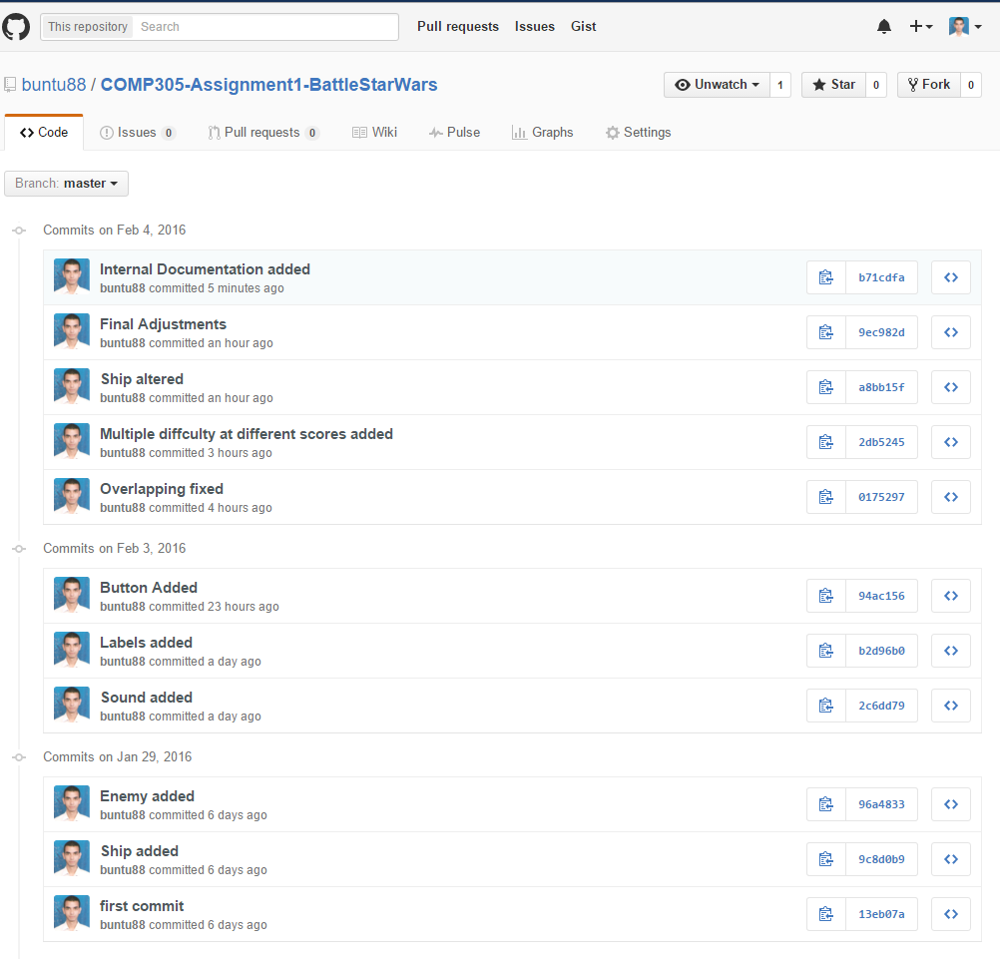 This repository Search Pull requests Issues Gist
buntu88 / COMP305-Assignment1-BattleStarWars Unwatch 1 Star 0 Fork 0
Code Issues 0 Pull requests 0 Wiki Pulse Graphs Settings
Branch: master
Commits on Feb 4, 2016
Internal Documentation added
buntu88 committed 5 minutes ago
b71cdfa
Final Adjustments
buntu88 committed an hour ago
9ec982d
Ship altered
buntu88 committed an hour ago
a8bb15f
Multiple diffculty at different scores added
buntu88 committed 3 hours ago
2db5245
Overlapping fixed
buntu88 committed 4 hours ago
0175297
Commits on Feb 3, 2016
Button Added
buntu88 committed 23 hours ago
94ac156
Labels added
buntu88 committed a day ago
b2d96b0
Sound added
buntu88 committed a day ago
2c6dd79
Commits on Jan 29, 2016
Enemy added
buntu88 committed 6 days ago
96a4833
Ship added
buntu88 committed 6 days ago
9c8d0b9
first commit
buntu88 committed 6 days ago
13eb07a